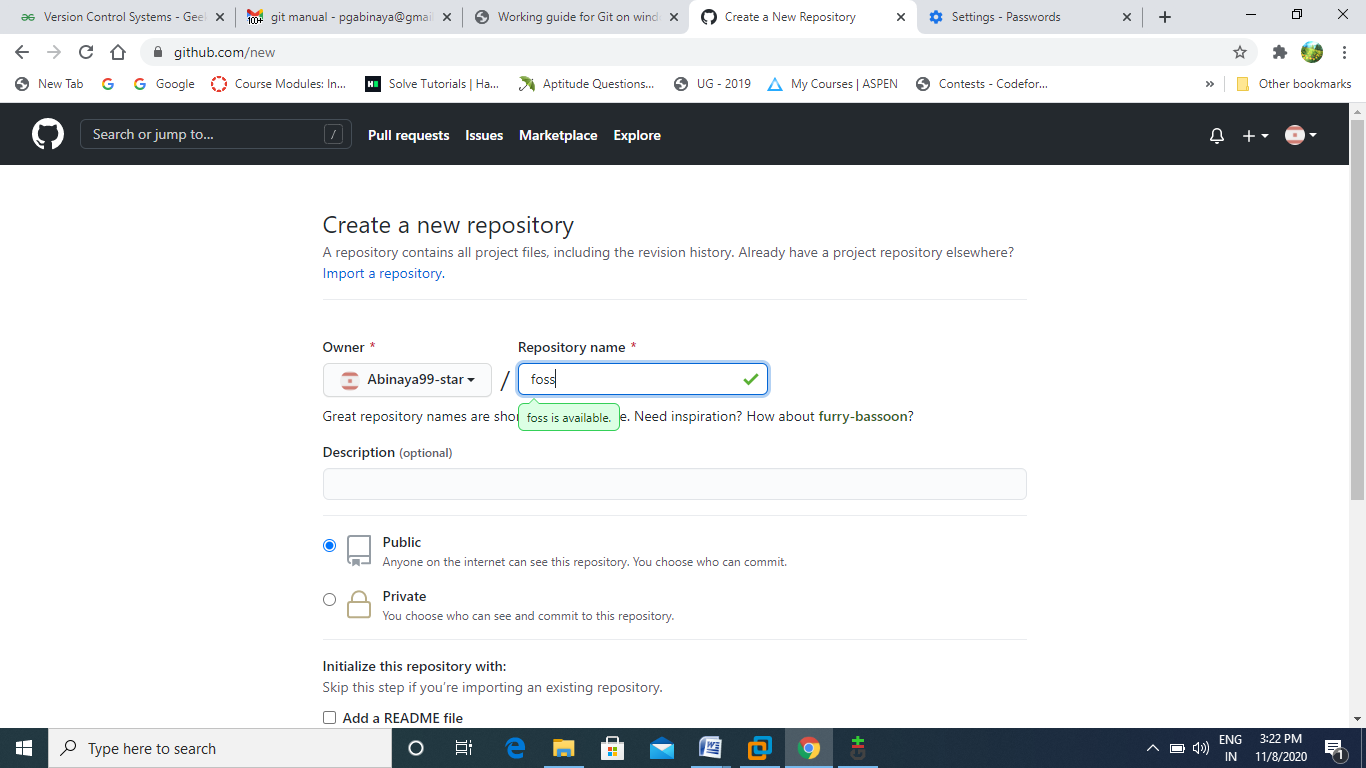 Version Control Systems - Geek
100+ git manual - pgabinaya@gmail
Working guide for Git on wind
Create a New Repository
Settings - Passwords
github.com/new
New Tab
Google
Course Modules: In...
Solve Tutorials | Ha...
Aptitude Questions...
UG - 2019
My Courses | ASPEN
Contests - Codefor...
» Other bookmarks
Search or jump to... /
Pull requests Issues Marketplace Explore
Create a new repository
A repository contains all project files, including the revision history. Already have a project repository elsewhere?
Import a repository.
Owner * Repository name *
Abinaya99-star / foss
Great repository names are sho e. Need inspiration? How about furry-bassoon?
foss is available.
Description (optional)
Public
Anyone on the internet can see this repository. You choose who can commit.
Private
You choose who can see and commit to this repository.
Initialize this repository with:
Skip this step if you're importing an existing repository.
Add a README file
Type here to search
ENG
IN
3:22 PM
11/8/2020
1